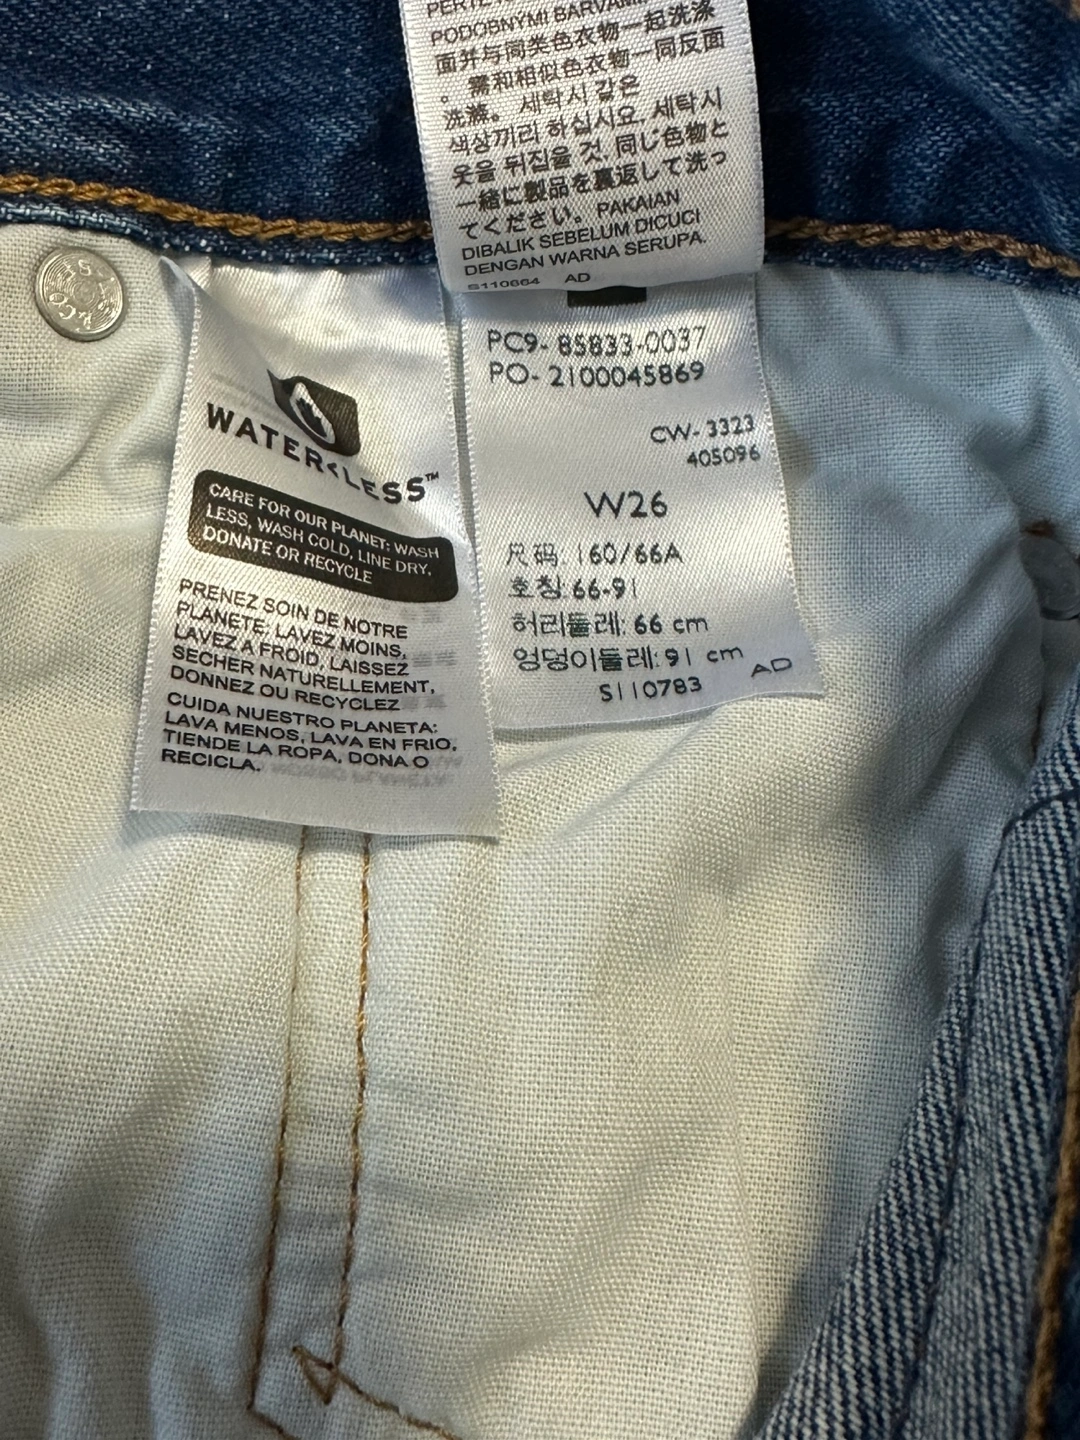 PODOBNYMI BARVAMI.
面并与同类色衣物一起洗涤
。需和相似色衣物一同反面
洗滌。 세탁시 같은
색상끼리 하십시요. 세탁시
옷을 뒤집을 것. 同じ色物と
一緒に製品を裏返して洗っ
てください。 PAKAIAN
DIBALIK SEBELUM DICUCI
DENGAN WARNA SERUPA.
S110664 AD
PC9- 85833-0037
PO- 2100045869
CW- 3323
405096
W26
尺码: 160/66A
호칭: 66-91
허리둘레: 66 cm
엉덩이둘레: 91 cm
S110783 AD
WATER<LESS™
CARE FOR OUR PLANET: WASH
LESS, WASH COLD, LINE DRY,
DONATE OR RECYCLE
PRENEZ SOIN DE NOTRE
PLANETE: LAVEZ MOINS,
LAVEZ A FROID, LAISSEZ
SECHER NATURELLEMENT,
DONNEZ OU RECYCLEZ
CUIDA NUESTRO PLANETA:
LAVA MENOS, LAVA EN FRIO,
TIENDE LA ROPA, DONA O
RECICLA.